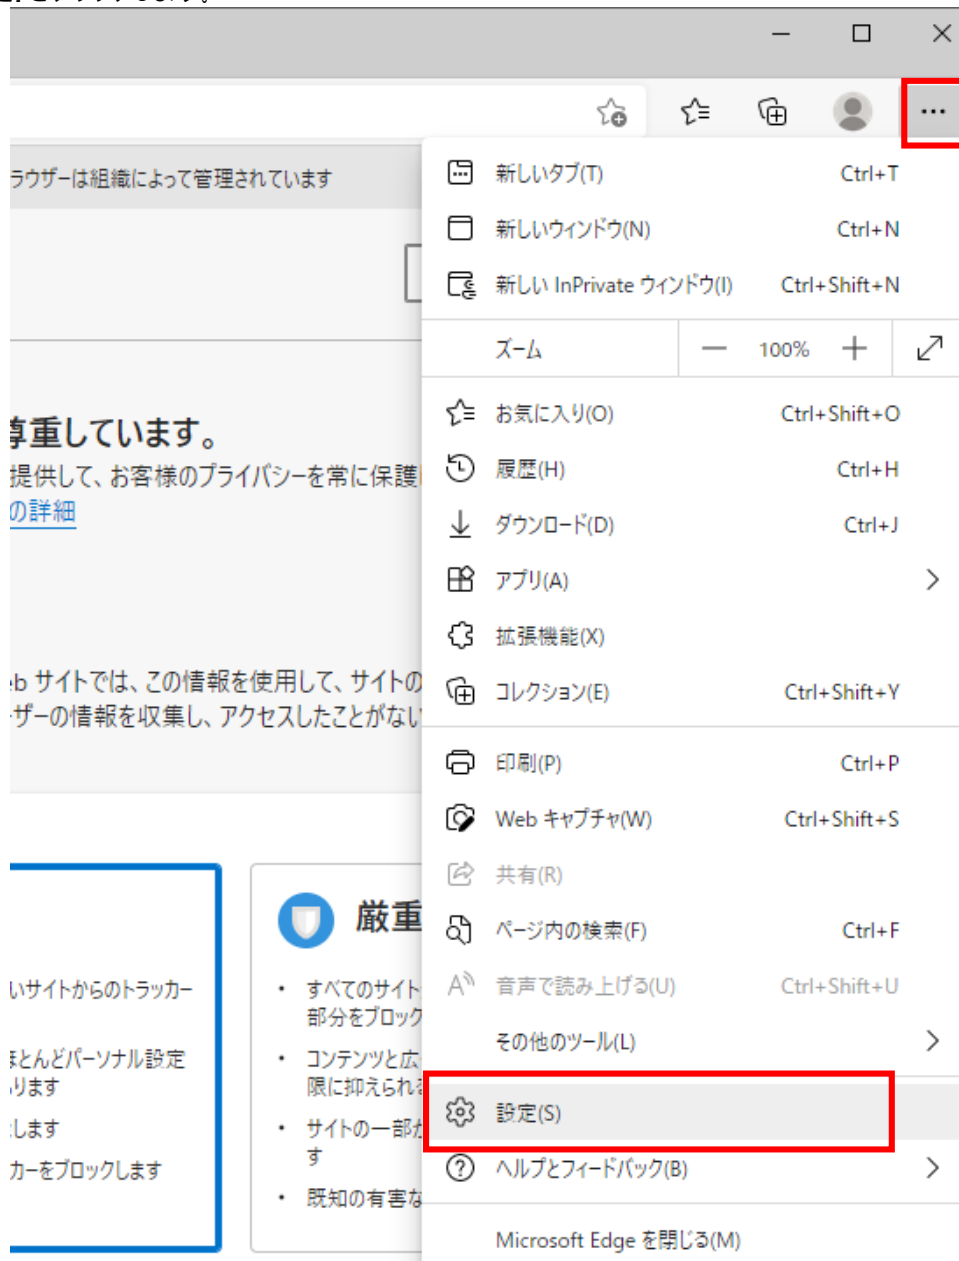 をクリックします。
ラウザーは組織によって管理されています
尊重しています。
提供して、お客様のプライバシーを常に保護
の詳細
eb サイトでは、この情報を使用して、サイトの
ーザーの情報を収集し、アクセスしたことがない
いサイトからのトラッカー
ほとんどパーソナル設定
ります
します
カーをブロックします
厳重
• すべてのサイト
部分をブロック
• コンテンツと広
限に抑えられる
• サイトの一部が
す
• 既知の有害な
新しいタブ(T) Ctrl+T
新しいウィンドウ(N) Ctrl+N
新しい InPrivate ウィンドウ(I) Ctrl+Shift+N
ズーム 100%
お気に入り(O) Ctrl+Shift+O
履歴(H) Ctrl+H
ダウンロード(D) Ctrl+J
アプリ(A)
拡張機能(X)
コレクション(E) Ctrl+Shift+Y
印刷(P) Ctrl+P
Web キャプチャ(W) Ctrl+Shift+S
共有(R)
ページ内の検索(F) Ctrl+F
音声で読み上げる(U) Ctrl+Shift+U
その他のツール(L)
設定(S)
ヘルプとフィードバック(B)
Microsoft Edge を閉じる(M)